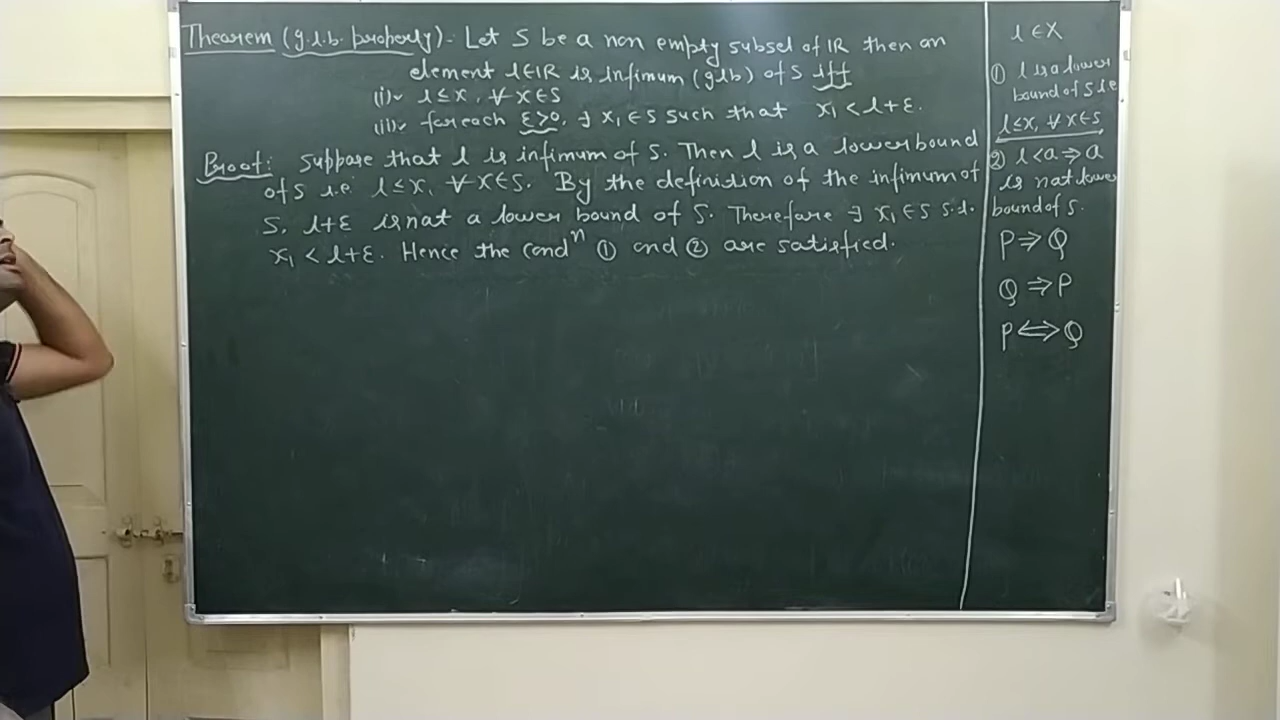 Theorem (g.l.b. property). Let S be a non empty subset of IR then an
element l∈IR is infimum (glb) of S iff
(i) l ≤ x, ∀ x∈S
(ii) for each ε>0, ∃ x₁∈S such that x₁ < l+ε.
Proof: Suppose that l is infimum of S. Then l is a lower bound
of S i.e. l ≤ x, ∀ x∈S. By the definition of the infimum of
S, l+ε is not a lower bound of S. Therefore ∃ x₁∈S s.t.
x₁ < l+ε. Hence the condⁿ ① and ② are satisfied.
l ∈ X
① l is a lower
bound of S i.e
l≤x, ∀ x∈S
② l<a ⇒ a
is not lower
bound of S.
P ⇒ Q
Q ⇒ P
P ⇔ Q